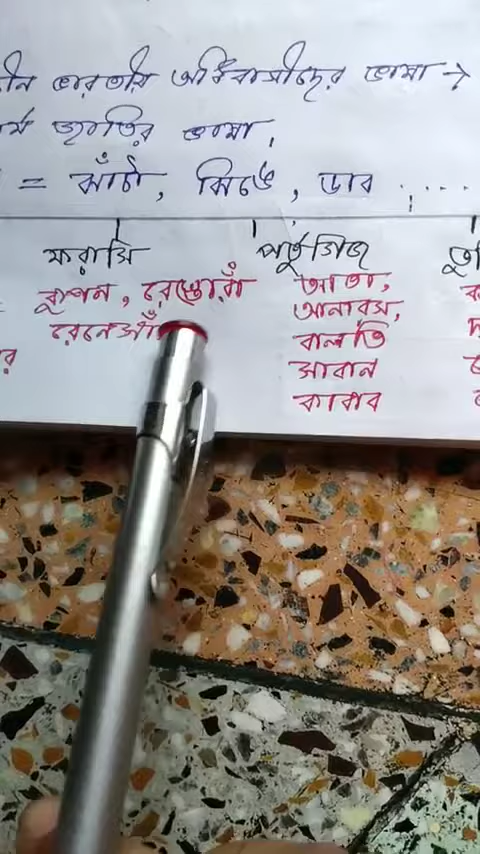 ভারতীয় অধিবাসীদের ভাষা →
জাতির ভাষা,
= ঝাঁটা, ঝিঙে, ডাব ; ....
ফরাসি পর্তুগিজ
কুপন, রেস্তোরাঁ আতা,
রেনেসাঁ আনারস,
বালতি
সাবান
কাবাব